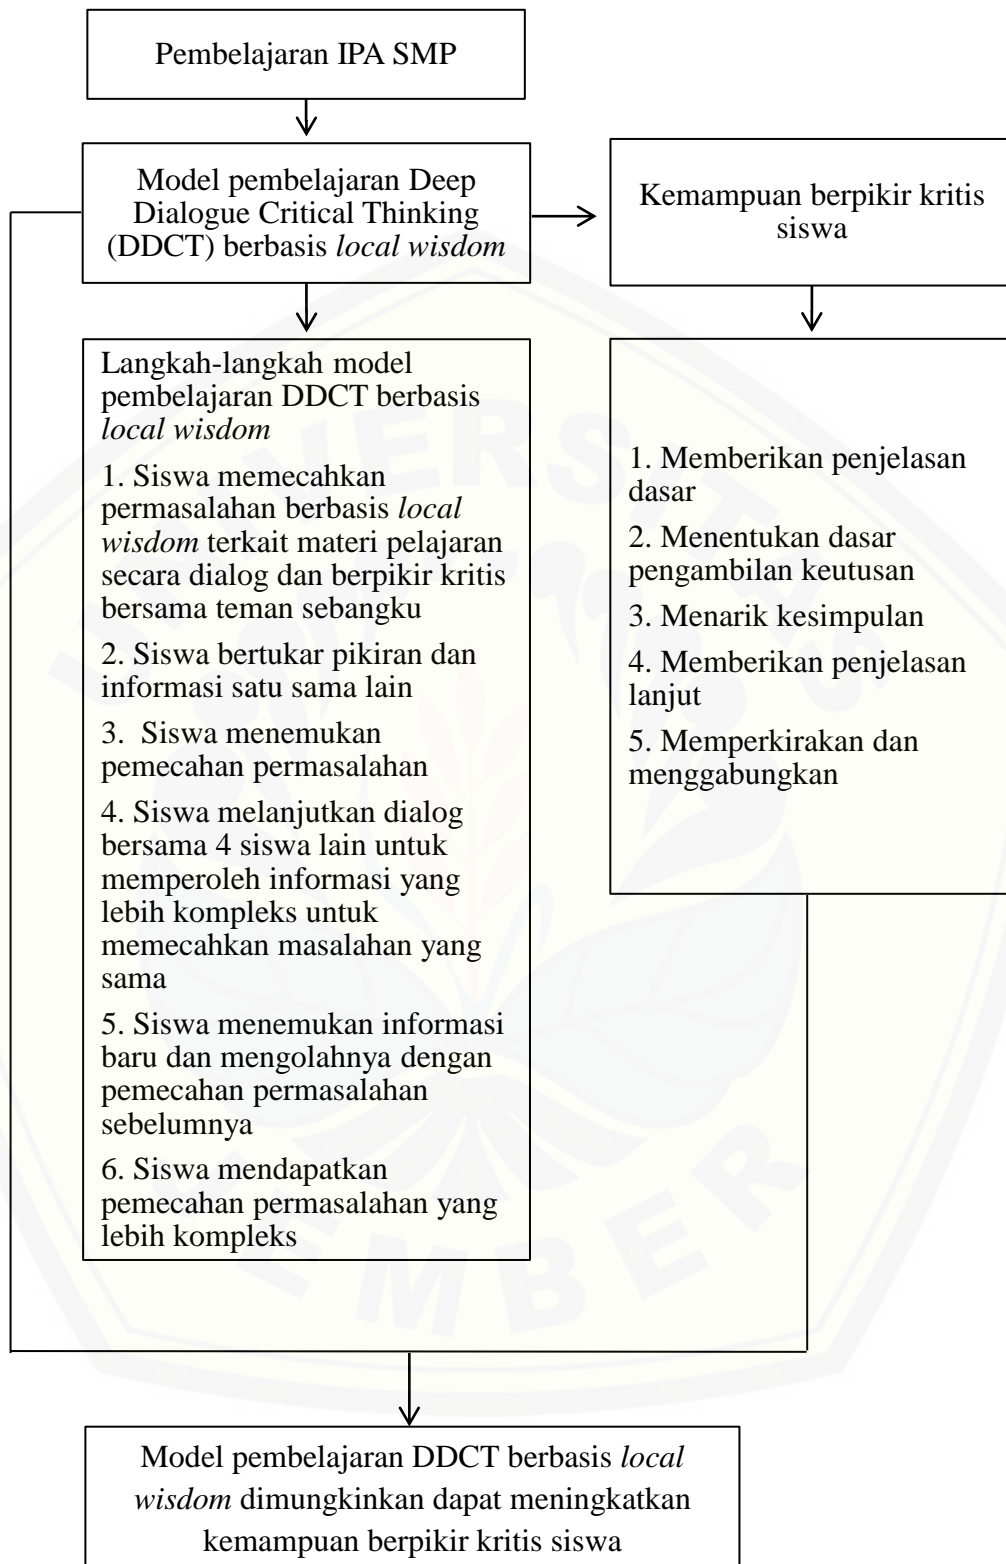 Pembelajaran IPA SMP
Model pembelajaran Deep
Dialogue Critical Thinking
(DDCT) berbasis local wisdom
Kemampuan berpikir kritis
siswa
Langkah-langkah model
pembelajaran DDCT berbasis
local wisdom
1. Siswa memecahkan
permasalahan berbasis local
wisdom terkait materi pelajaran
secara dialog dan berpikir kritis
bersama teman sebangku
2. Siswa bertukar pikiran dan
informasi satu sama lain
3. Siswa menemukan
pemecahan permasalahan
4. Siswa melanjutkan dialog
bersama 4 siswa lain untuk
memperoleh informasi yang
lebih kompleks untuk
memecahkan masalahan yang
sama
5. Siswa menemukan informasi
baru dan mengolahnya dengan
pemecahan permasalahan
sebelumnya
6. Siswa mendapatkan
pemecahan permasalahan yang
lebih kompleks
1. Memberikan penjelasan
dasar
2. Menentukan dasar
pengambilan keutusan
3. Menarik kesimpulan
4. Memberikan penjelasan
lanjut
5. Memperkirakan dan
menggabungkan
Model pembelajaran DDCT berbasis local
wisdom dimungkinkan dapat meningkatkan
kemampuan berpikir kritis siswa
UNIVERSITAS
JEMBER